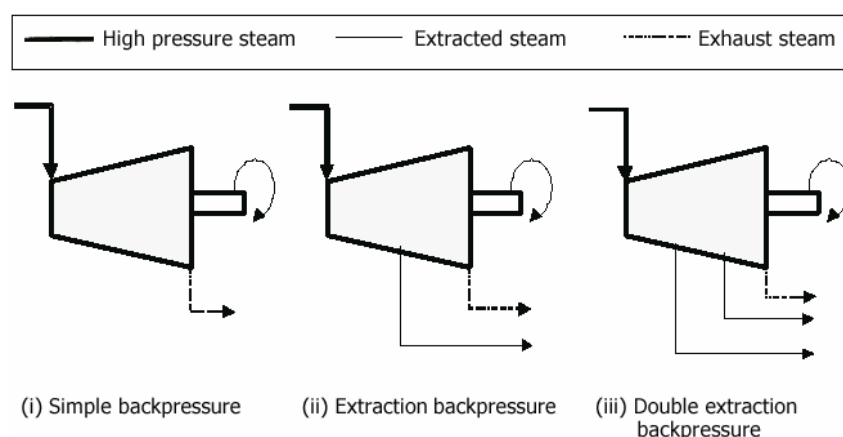 High pressure steam Extracted steam Exhaust steam
(i) Simple backpressure (ii) Extraction backpressure (iii) Double extraction
backpressure